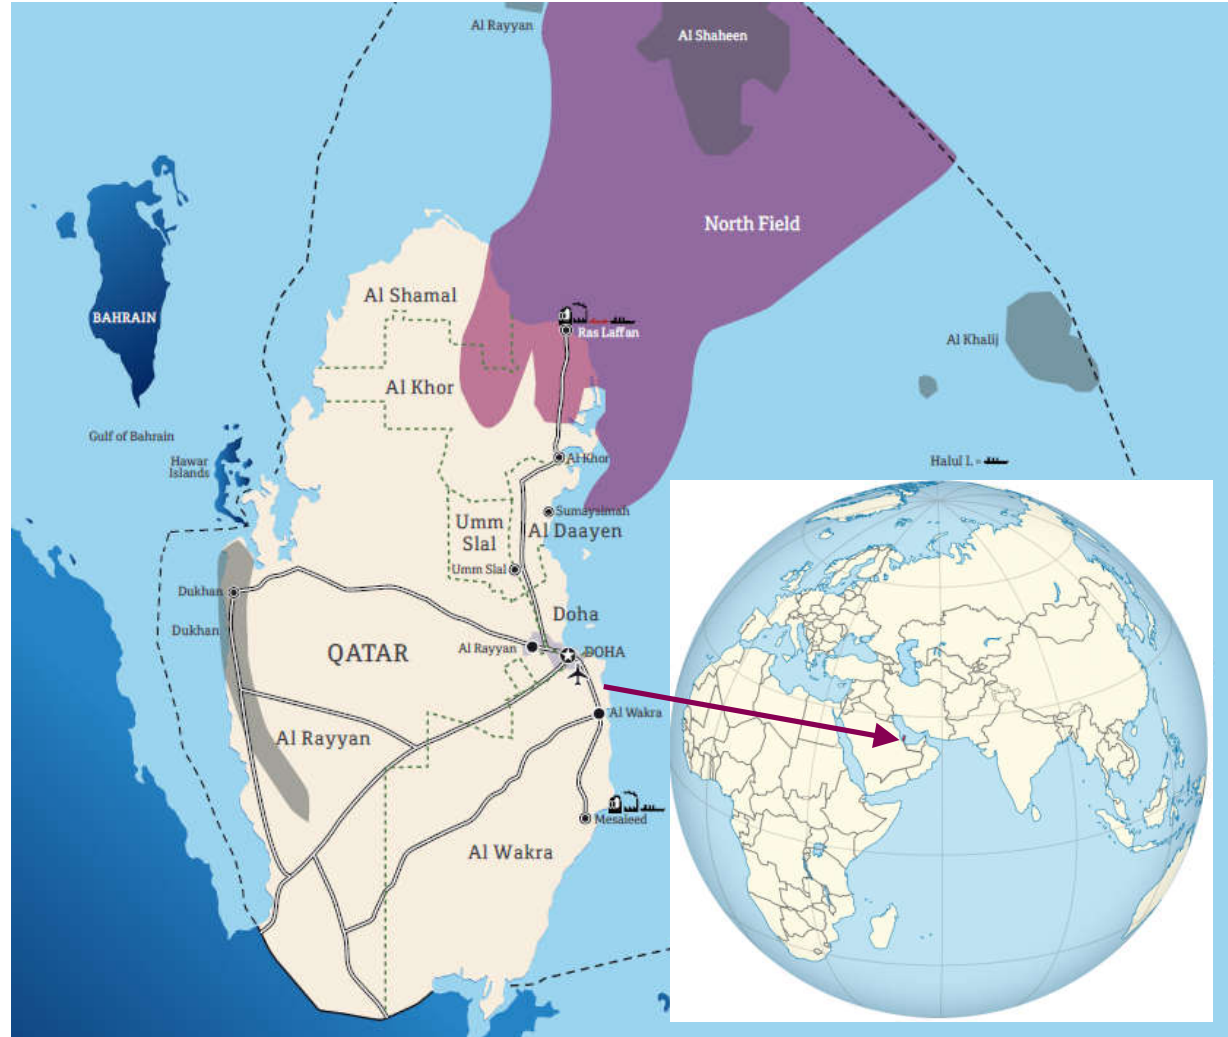 Al Rayyan
Al Shaheen
North Field
Al Shamal
BAHRAIN
Ras Laffan
Al Khalij
Al Khor
Gulf of Bahrain
Hawar
Islands
Al Khor
Halul I.
Sumaysimah
Umm
Slal
Al Daayen
Umm Slal
Dukhan
Doha
Dukhan
QATAR
Al Rayyan
DOHA
Al Wakra
Al Rayyan
Mesaieed
Al Wakra